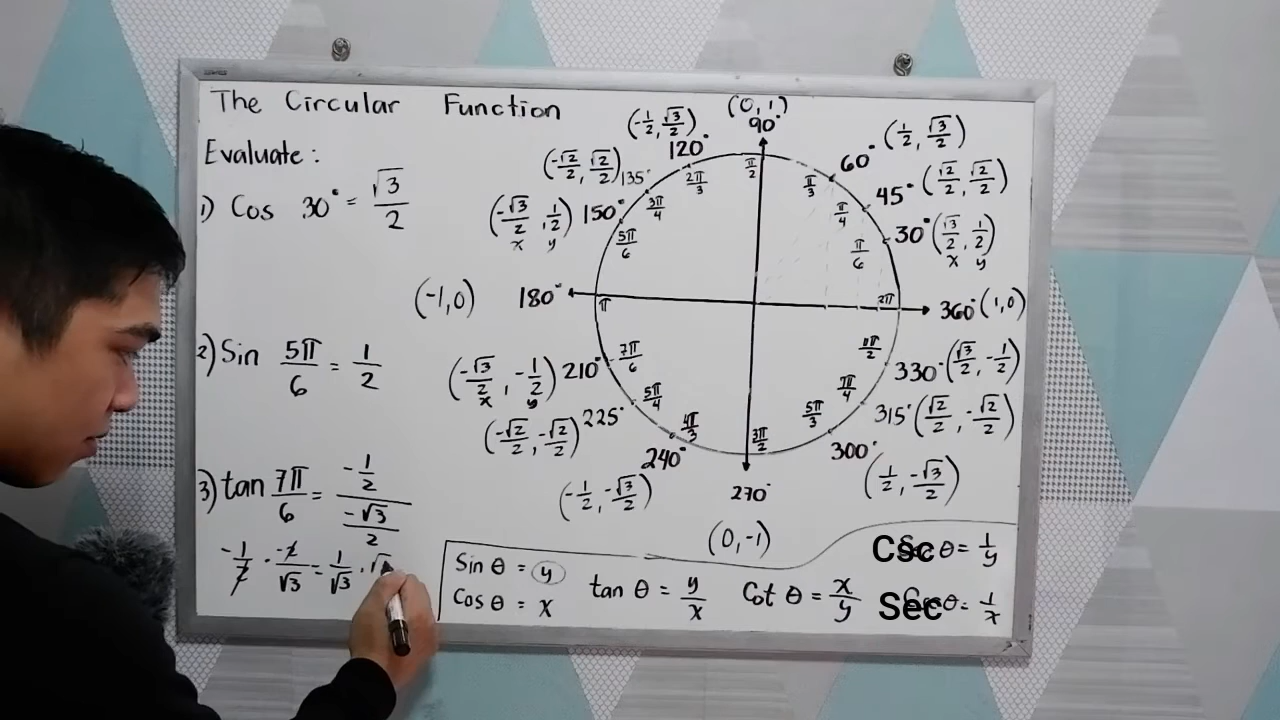 The Circular Function
Evaluate:
1) Cos 30° = √3/2
2) Sin 5π/6 = 1/2
3) tan 7π/6 = (-1/2)/(-√3/2)
-1/2 · -2/√3 = 1/√3 · √
(0, 1)
90°
π/2
(-1/2, √3/2)
120°
2π/3
(-√2/2, √2/2)
135°
3π/4
(-√3/2, 1/2) 150°
x y
5π/6
(-1,0) 180°
π
(-√3/2, -1/2) 210°
x y
7π/6
(-√2/2, -√2/2) 225°
5π/4
240°
4π/3
(-1/2, -√3/2)
3π/2
270°
(0,-1)
60° (1/2, √3/2)
π/3
45° (√2/2, √2/2)
π/4
30° (√3/2, 1/2)
x y
π/6
2π
360° (1,0)
330° (√3/2, -1/2)
π/2
315° (√2/2, -√2/2)
π/4
5π/3
300°
(1/2, -√3/2)
Sin θ = y
Cos θ = x
tan θ = y/x
Cot θ = x/y
Csc θ = 1/y
Sec θ = 1/x